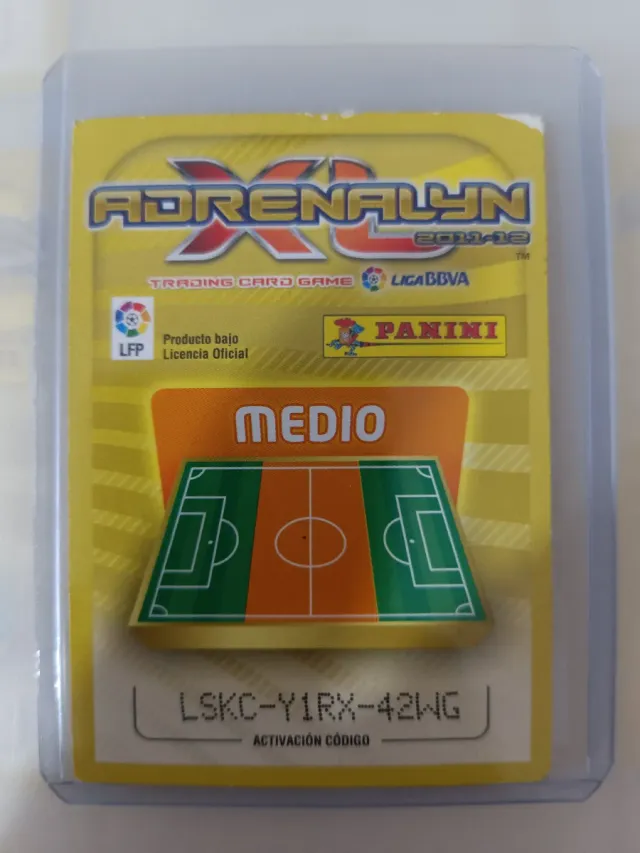 ADRENALYN
XL
2011-12
TM
TRADING CARD GAME LIGA BBVA
LFP
Producto bajo
Licencia Oficial
PANINI
MEDIO
LSKC-Y1RX-42WG
ACTIVACIÓN CÓDIGO